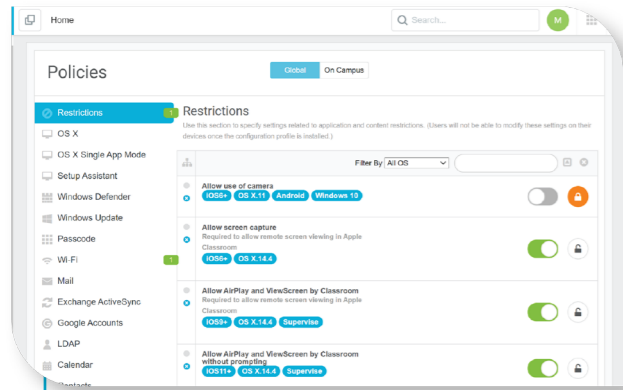 Home
Search...
M
Policies
Global
On Campus
Restrictions
1
OS X
OS X Single App Mode
Setup Assistant
Windows Defender
Windows Update
Passcode
Wi-Fi
1
Mail
Exchange ActiveSync
Google Accounts
LDAP
Calendar
Contacts
Restrictions
Use this section to specify settings related to application and content restrictions. (Users will not be able to modify these settings on their
devices once the configuration profile is installed.)
Filter By All OS
Allow use of camera
IOS6+ OS X.11 Android Windows 10
Allow screen capture
Required to allow remote screen viewing in Apple
Classroom
IOS6+ OS X.14.4
Allow AirPlay and ViewScreen by Classroom
Required to allow remote screen viewing in Apple
Classroom
IOS9+ OS X.14.4 Supervise
Allow AirPlay and ViewScreen by Classroom
without prompting
IOS11+ OS X.14.4 Supervise